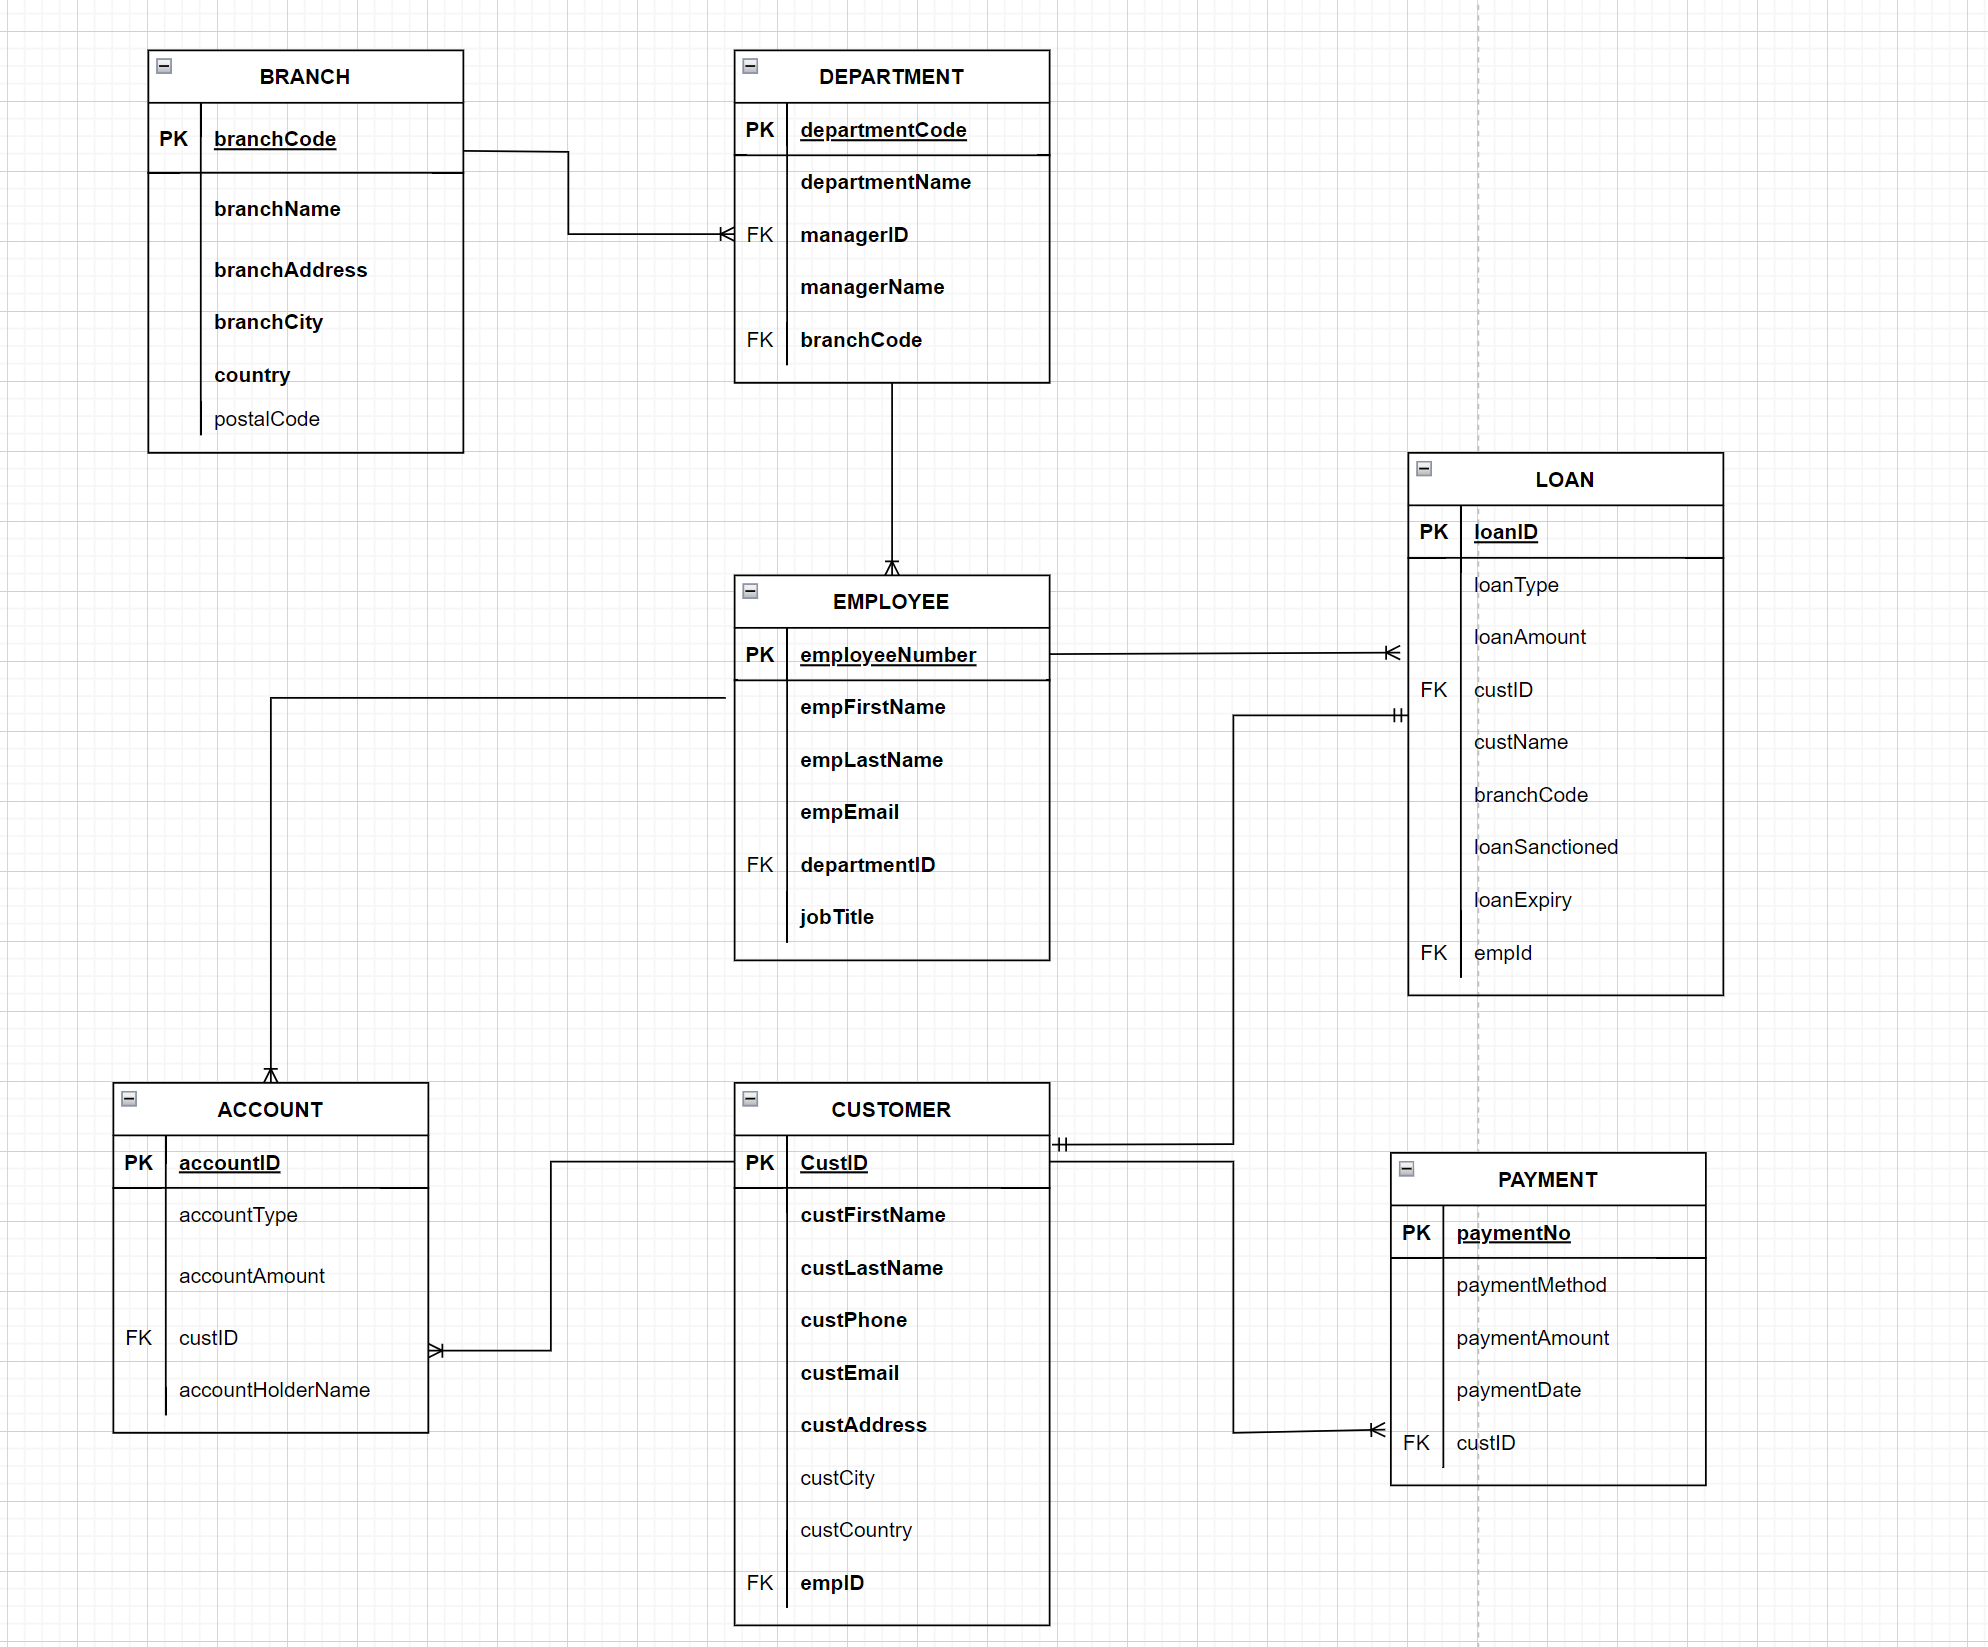 BRANCH
PK branchCode
branchName
branchAddress
branchCity
country
postalCode
DEPARTMENT
PK departmentCode
departmentName
FK managerID
managerName
FK branchCode
LOAN
PK loanID
loanType
loanAmount
FK custID
custName
branchCode
loanSanctioned
loanExpiry
FK empId
EMPLOYEE
PK employeeNumber
empFirstName
empLastName
empEmail
FK departmentID
jobTitle
ACCOUNT
PK accountID
accountType
accountAmount
FK custID
accountHolderName
CUSTOMER
PK CustID
custFirstName
custLastName
custPhone
custEmail
custAddress
custCity
custCountry
FK empID
PAYMENT
PK paymentNo
paymentMethod
paymentAmount
paymentDate
FK custID